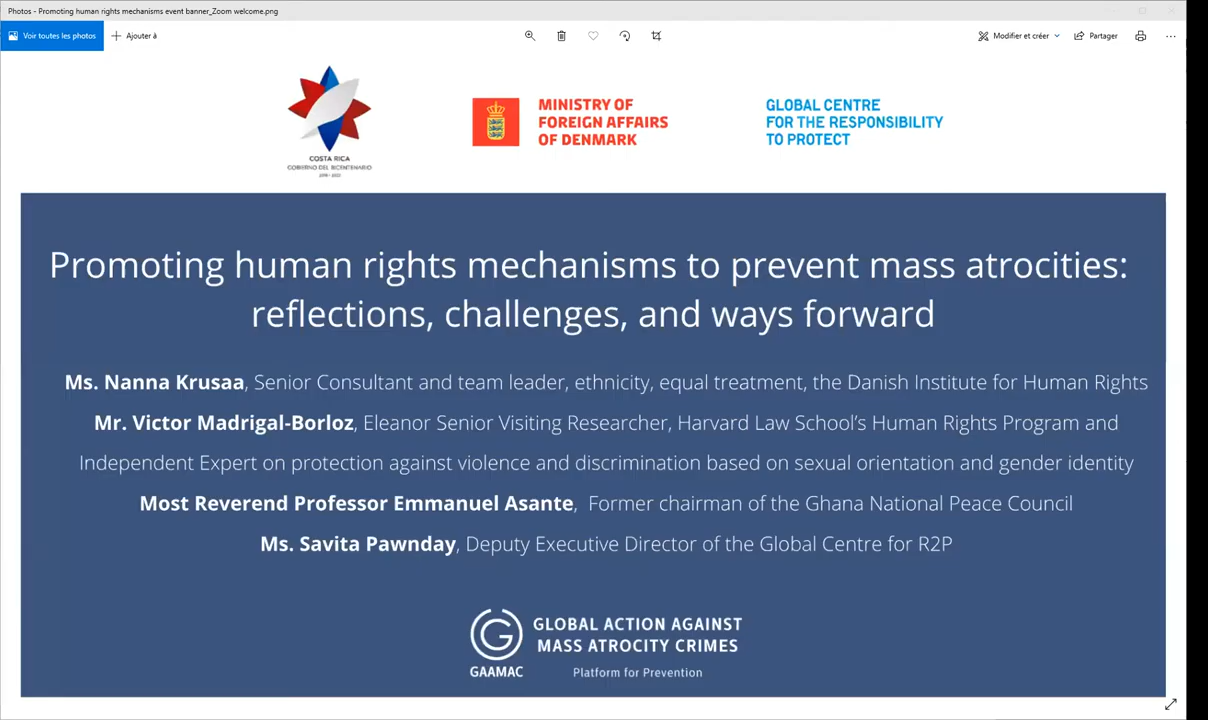 Photos - Promoting human rights mechanisms event banner_Zoom welcome.png
Voir toutes les photos
Ajouter à
Modifier et créer
Partager
COSTA RICA
GOBIERNO DEL BICENTENARIO
MINISTRY OF
FOREIGN AFFAIRS
OF DENMARK
GLOBAL CENTRE
FOR THE RESPONSIBILITY
TO PROTECT
Promoting human rights mechanisms to prevent mass atrocities:
reflections, challenges, and ways forward
Ms. Nanna Krusaa, Senior Consultant and team leader, ethnicity, equal treatment, the Danish Institute for Human Rights
Mr. Victor Madrigal-Borloz, Eleanor Senior Visiting Researcher, Harvard Law School's Human Rights Program and
Independent Expert on protection against violence and discrimination based on sexual orientation and gender identity
Most Reverend Professor Emmanuel Asante, Former chairman of the Ghana National Peace Council
Ms. Savita Pawnday, Deputy Executive Director of the Global Centre for R2P
GLOBAL ACTION AGAINST
MASS ATROCITY CRIMES
GAAMAC
Platform for Prevention